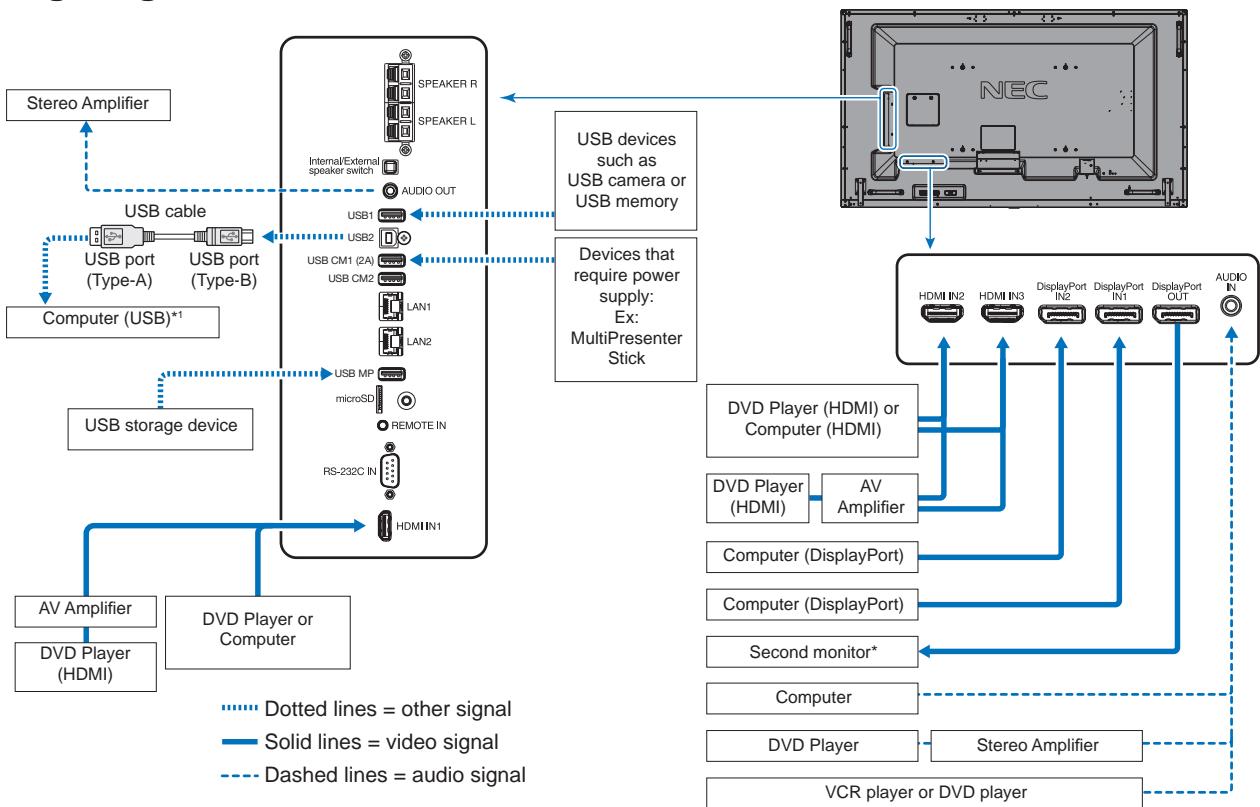 NEC
SPEAKER R
SPEAKER L
Internal/External
speaker switch
AUDIO OUT
USB1
USB2
USB CM1 (2A)
USB CM2
LAN1
LAN2
USB MP
microSD
REMOTE IN
RS-232C IN
HDMI IN1
Stereo Amplifier
USB cable
USB port
(Type-A)
USB port
(Type-B)
Computer (USB)*1
USB storage device
AV Amplifier
DVD Player
(HDMI)
DVD Player or
Computer
USB devices
such as
USB camera or
USB memory
Devices that
require power
supply:
Ex:
MultiPresenter
Stick
HDMI IN2
HDMI IN3
DisplayPort
IN2
DisplayPort
IN1
DisplayPort
OUT
AUDIO
IN
DVD Player (HDMI) or
Computer (HDMI)
DVD Player
(HDMI)
AV
Amplifier
Computer (DisplayPort)
Computer (DisplayPort)
Second monitor*
Computer
DVD Player
Stereo Amplifier
VCR player or DVD player
Dotted lines = other signal
Solid lines = video signal
Dashed lines = audio signal